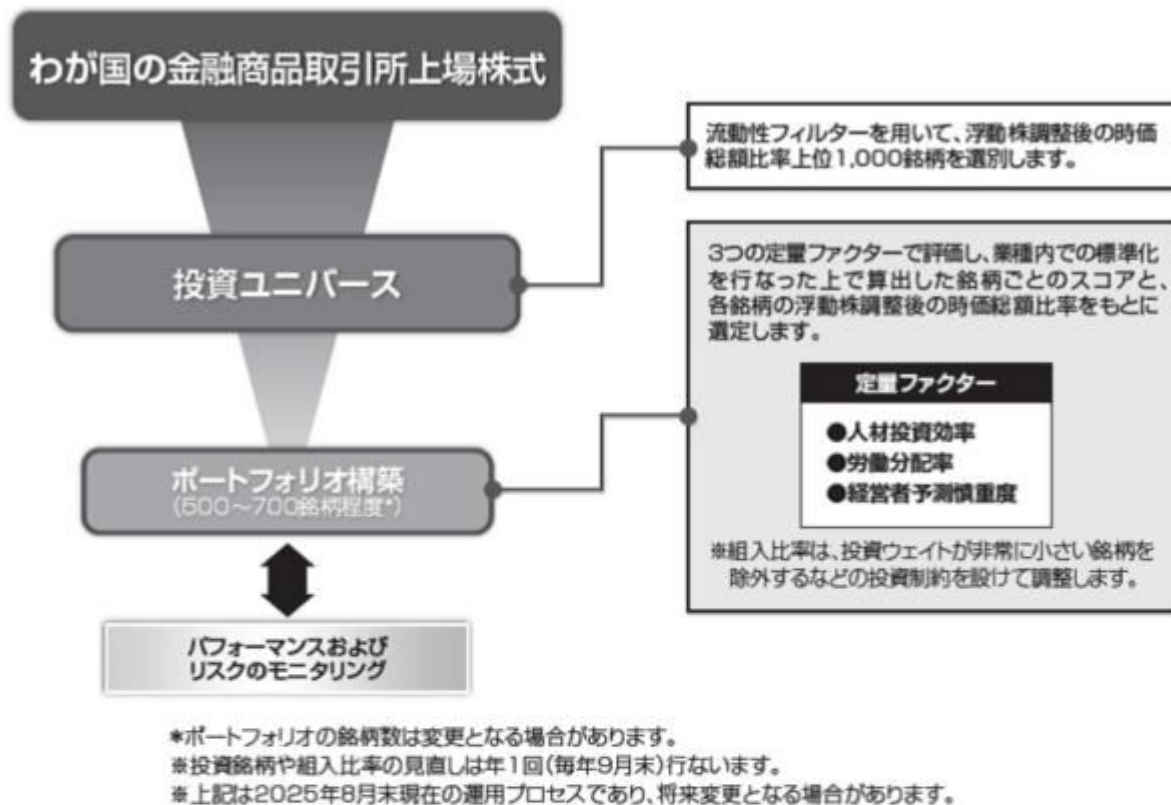 わが国の金融商品取引所上場株式
流動性フィルターを用いて、浮動株調整後の時価
総額比率上位1,000銘柄を選別します。
投資ユニバース
3つの定量ファクターで評価し、業種内での標準化
を行なった上で算出した銘柄ごとのスコアと、
各銘柄の浮動株調整後の時価総額比率をもとに
選定します。
定量ファクター
●人材投資効率
●労働分配率
●経営者予測慎重度
※組入比率は、投資ウェイトが非常に小さい銘柄を
除外するなどの投資制約を設けて調整します。
ポートフォリオ構築
(500~700銘柄程度*)
パフォーマンスおよび
リスクのモニタリング
*ポートフォリオの銘柄数は変更となる場合があります。
※投資銘柄や組入比率の見直しは年1回(毎年9月末)行ないます。
※上記は2025年8月末現在の運用プロセスであり、将来変更となる場合があります。